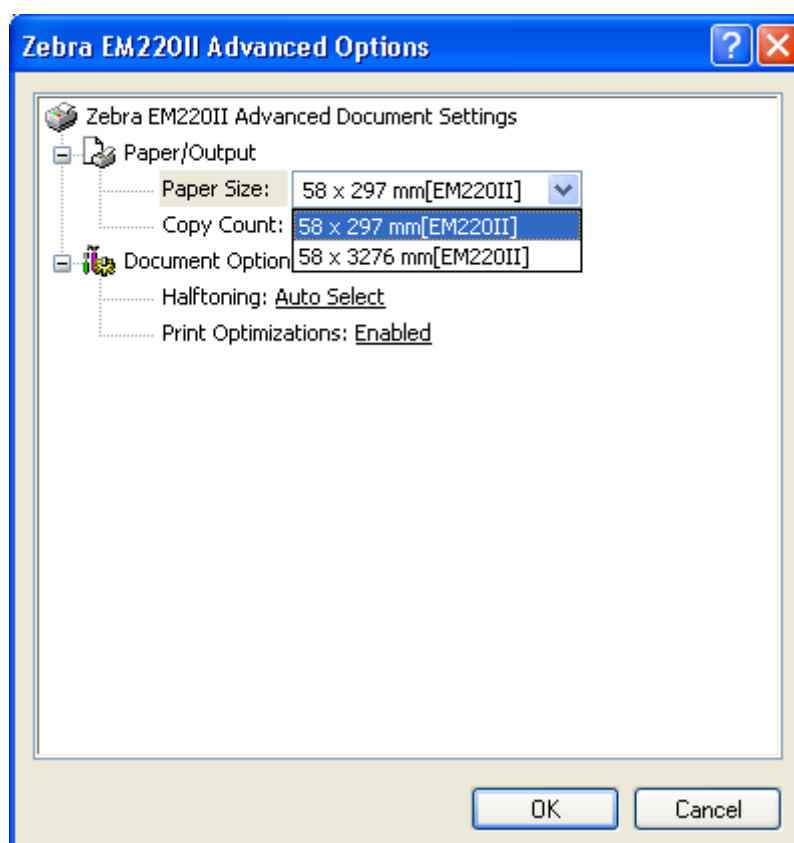 Zebra EM220II Advanced Options
Zebra EM220II Advanced Document Settings
Paper/Output
Paper Size: 58 x 297 mm[EM220II]
Copy Count: 58 x 297 mm[EM220II]
58 x 3276 mm[EM220II]
Document Option
Halftoning: Auto Select
Print Optimizations: Enabled
OK Cancel